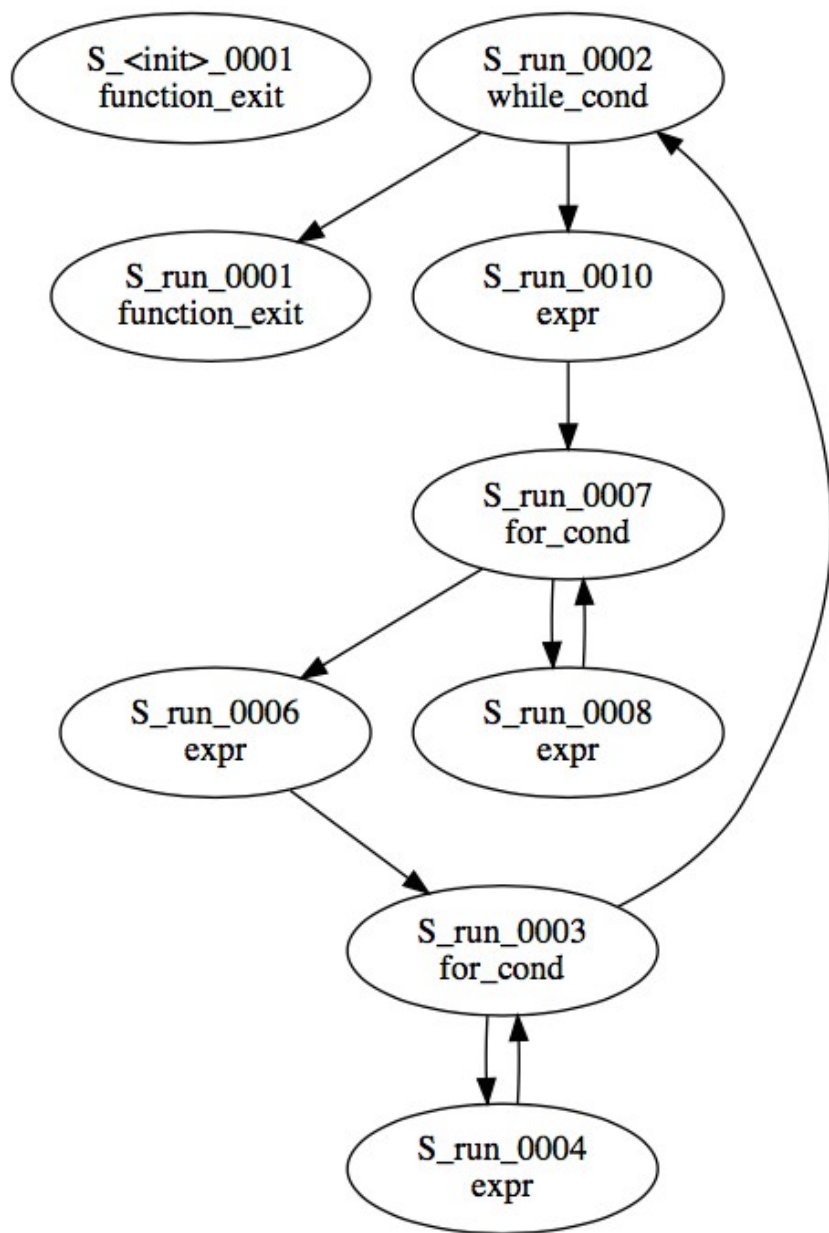 S_<init>_0001
function_exit
S_run_0002
while_cond
S_run_0001
function_exit
S_run_0010
expr
S_run_0007
for_cond
S_run_0006
expr
S_run_0008
expr
S_run_0003
for_cond
S_run_0004
expr